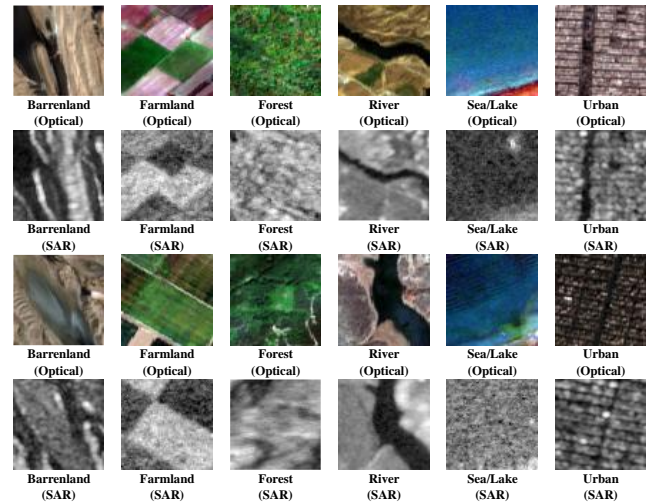 Barrenland Farmland Forest River Sea/Lake Urban
(Optical) (Optical) (Optical) (Optical) (Optical) (Optical)
Barrenland Farmland Forest River Sea/Lake Urban
(SAR) (SAR) (SAR) (SAR) (SAR) (SAR)
Barrenland Farmland Forest River Sea/Lake Urban
(Optical) (Optical) (Optical) (Optical) (Optical) (Optical)
Barrenland Farmland Forest River Sea/Lake Urban
(SAR) (SAR) (SAR) (SAR) (SAR) (SAR)